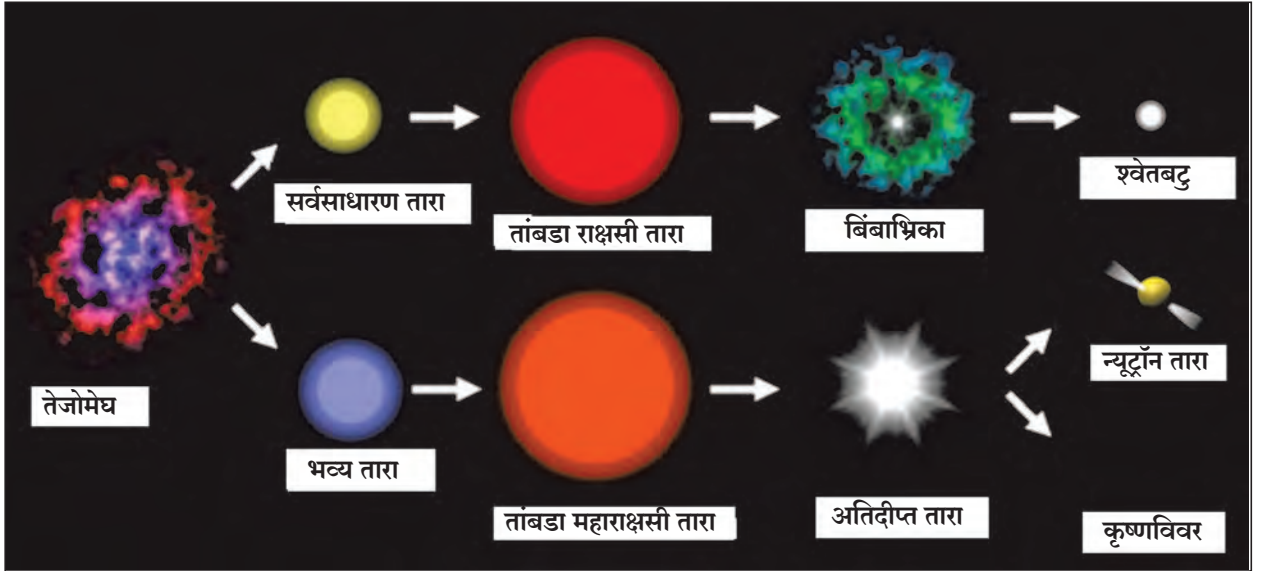 सर्वसाधारण तारा
तांबडा राक्षसी तारा
बिंबाभ्रिका
श्वेतबटु
तेजोमेघ
भव्य तारा
तांबडा महाराक्षसी तारा
अतिदीप्त तारा
न्यूट्रॉन तारा
कृष्णविवर